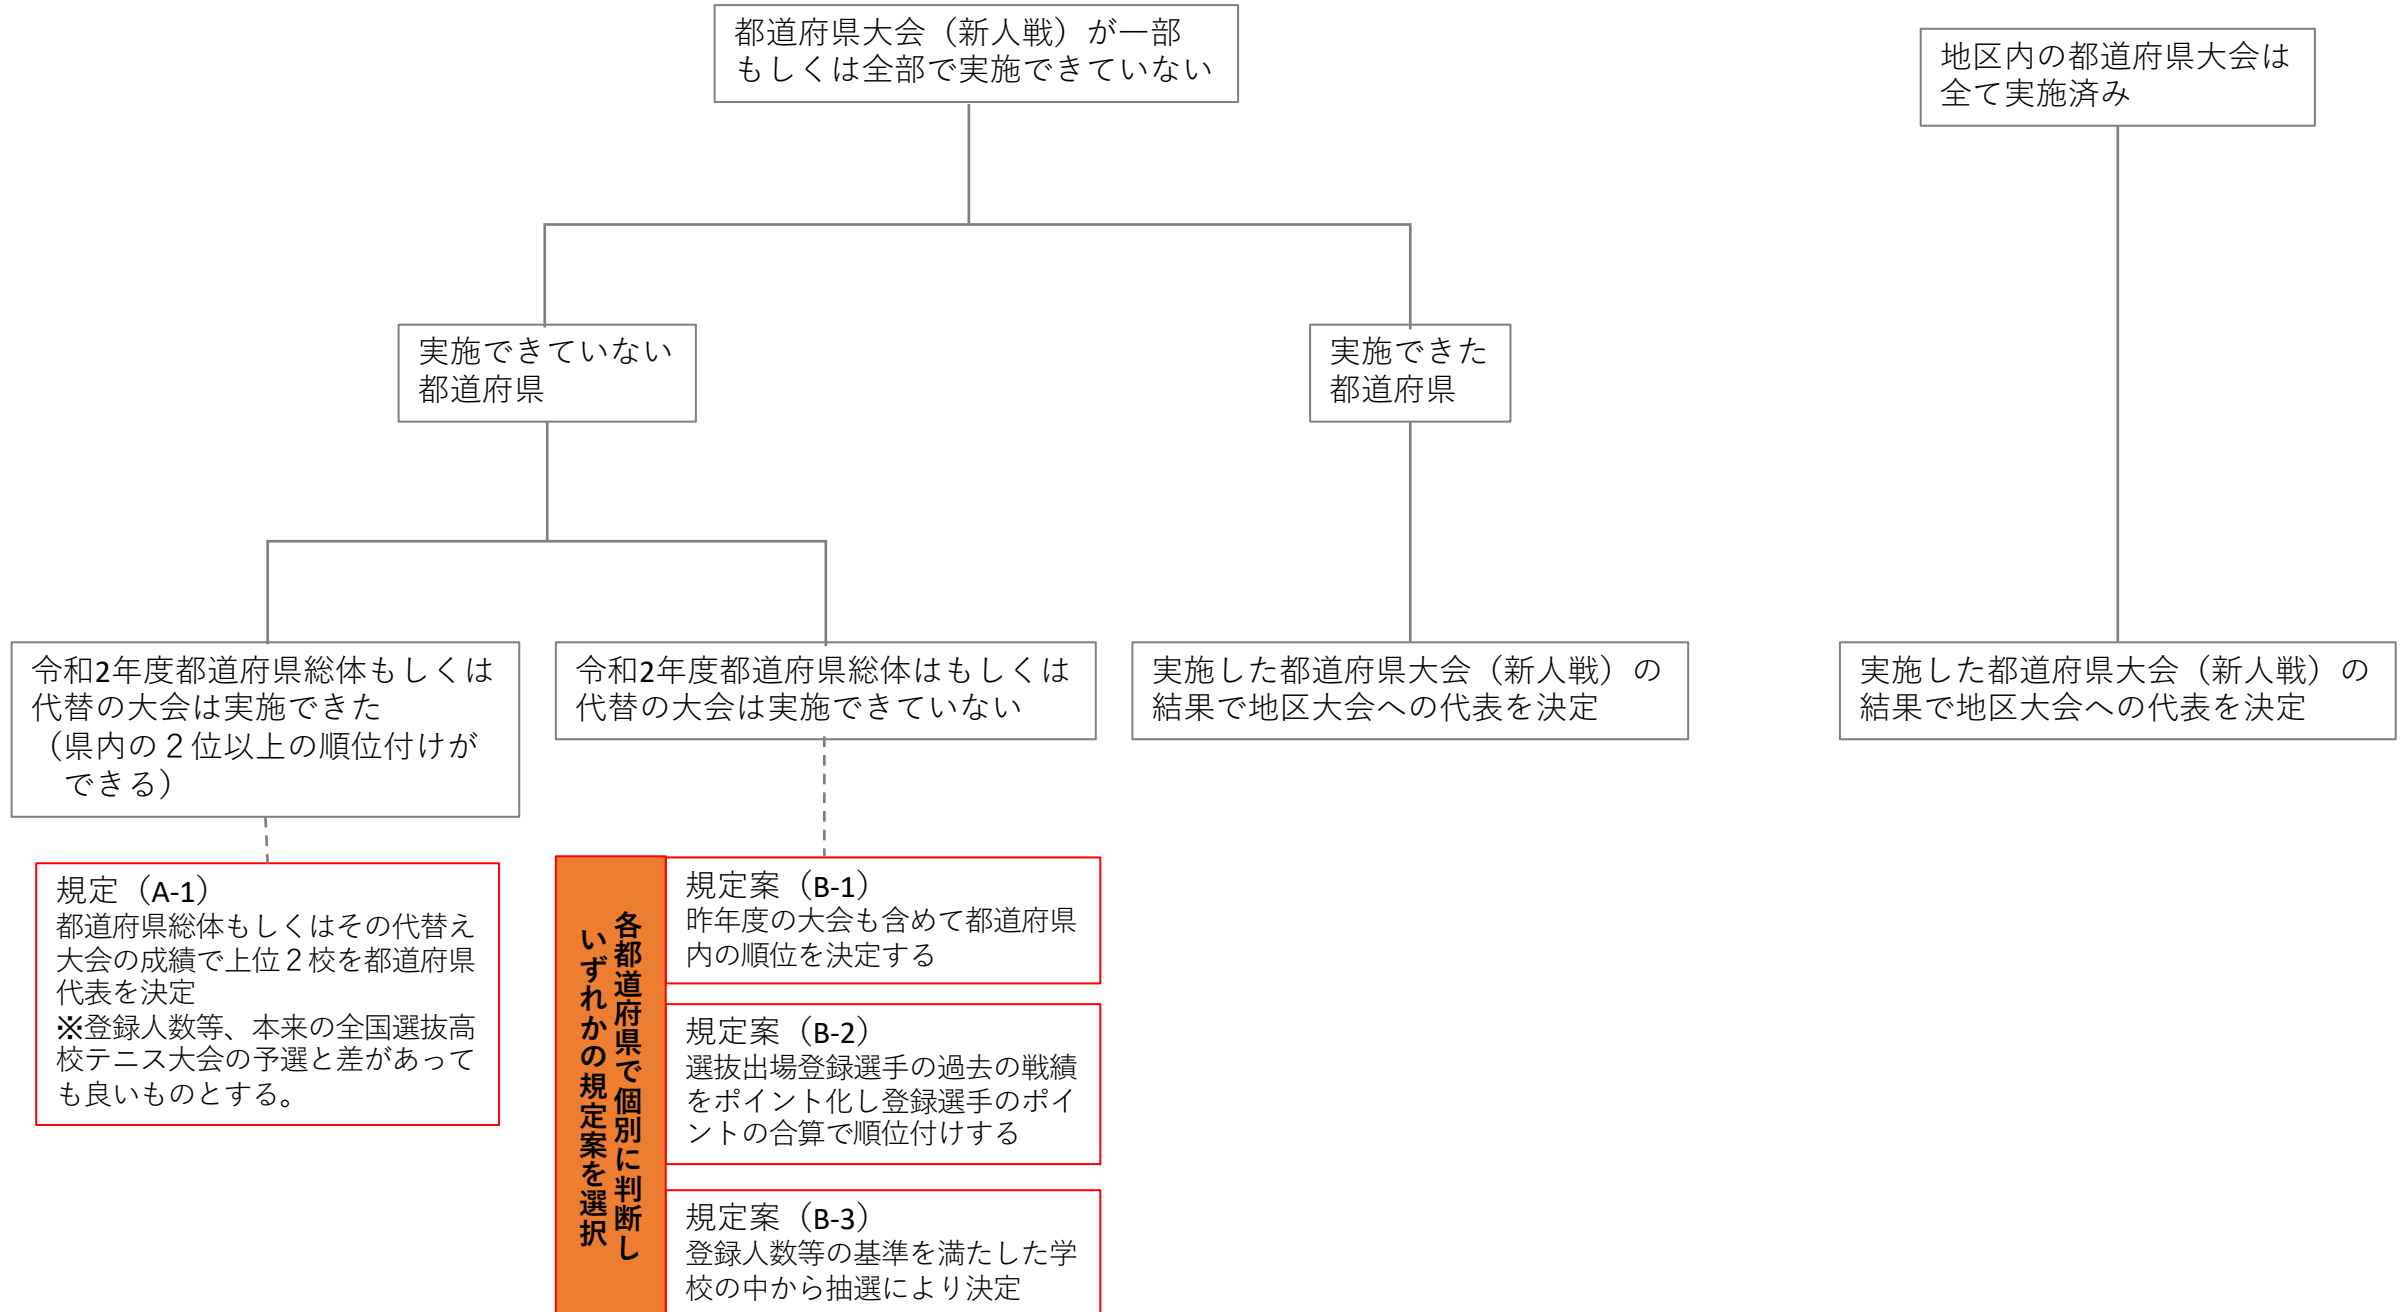 都道府県大会（新人戦）が一部
もしくは全部で実施できていない
地区内の都道府県大会は
全て実施済み
実施できていない
都道府県
実施できた
都道府県
令和2年度都道府県総体もしくは
代替の大会は実施できた
（県内の２位以上の順位付けが
できる）
令和2年度都道府県総体はもしくは
代替の大会は実施できていない
実施した都道府県大会（新人戦）の
結果で地区大会への代表を決定
実施した都道府県大会（新人戦）の
結果で地区大会への代表を決定
規定（A-1）
都道府県総体もしくはその代替え
大会の成績で上位２校を都道府県
代表を決定
※登録人数等、本来の全国選抜高
校テニス大会の予選と差があって
も良いものとする。
各都道府県で個別に判断し
いずれかの規定案を選択
規定案（B-1）
昨年度の大会も含めて都道府県
内の順位を決定する
規定案（B-2）
選抜出場登録選手の過去の戦績
をポイント化し登録選手のポイ
ントの合算で順位付けする
規定案（B-3）
登録人数等の基準を満たした学
校の中から抽選により決定